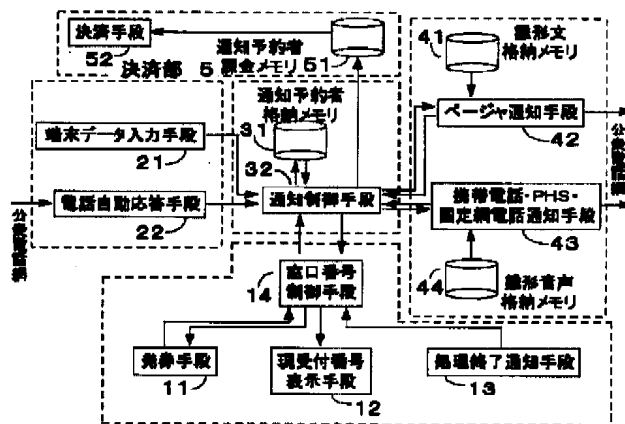 決済手段
52
決済部 5
通知予約者
課金メモリ
51
41
雛形文
格納メモリ
通知予約者
格納メモリ
31
32
端末データ入力手段
21
電話自動応答手段
22
通知制御手段
ページャ通知手段
42
携帯電話・PHS・
固定網電話通知手段
43
44
雛形音声
格納メモリ
公衆電話網
公衆電話網
14
窓口番号
制御手段
発券手段
11
現受付番号
表示手段
12
処理終了通知手段
13